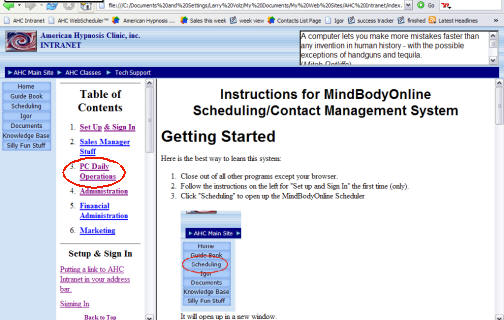 file:///C:/Documents%20and%20Settings/Larry%20Volz/My%20Documents/My%20Web%20Sites/AHC%20Intranet/index.
Go
AHC Intranet
AHC WebScheduler™
American Hypnosis ...
Sales this week
week view
Contacts List Page
Igor
success tracker
finished
Latest Headlines
American Hypnosis Clinic, inc.
INTRANET
A computer lets you make more mistakes faster than
any invention in human history - with the possible
exceptions of handguns and tequila.
AHC Main Site
AHC Classes
Tech Support
Home
Guide Book
Scheduling
Igor
Documents
Knowledge Base
Silly Fun Stuff
Table of
Contents
1. Set Up & Sign In
2. Sales Manager
Stuff
3. PC Daily
Operations
4. Administration
5. Financial
Administration
6. Marketing
Setup & Sign In
Putting a link to AHC
Intranet in your address
bar.
Signing In
Back to Top
Instructions for MindBodyOnline
Scheduling/Contact Management System
Getting Started
Here is the best way to learn this system:
1. Close out of all other programs except your browser.
2. Follow the instructions on the left for "Set up and Sign In" the first time (only).
3. Click "Scheduling" to open up the MindBodyOnline Scheduler
AHC Main Site
Home
Guide Book
Scheduling
Igor
Documents
Knowledge Base
Silly Fun Stuff
It will open up in a new window.